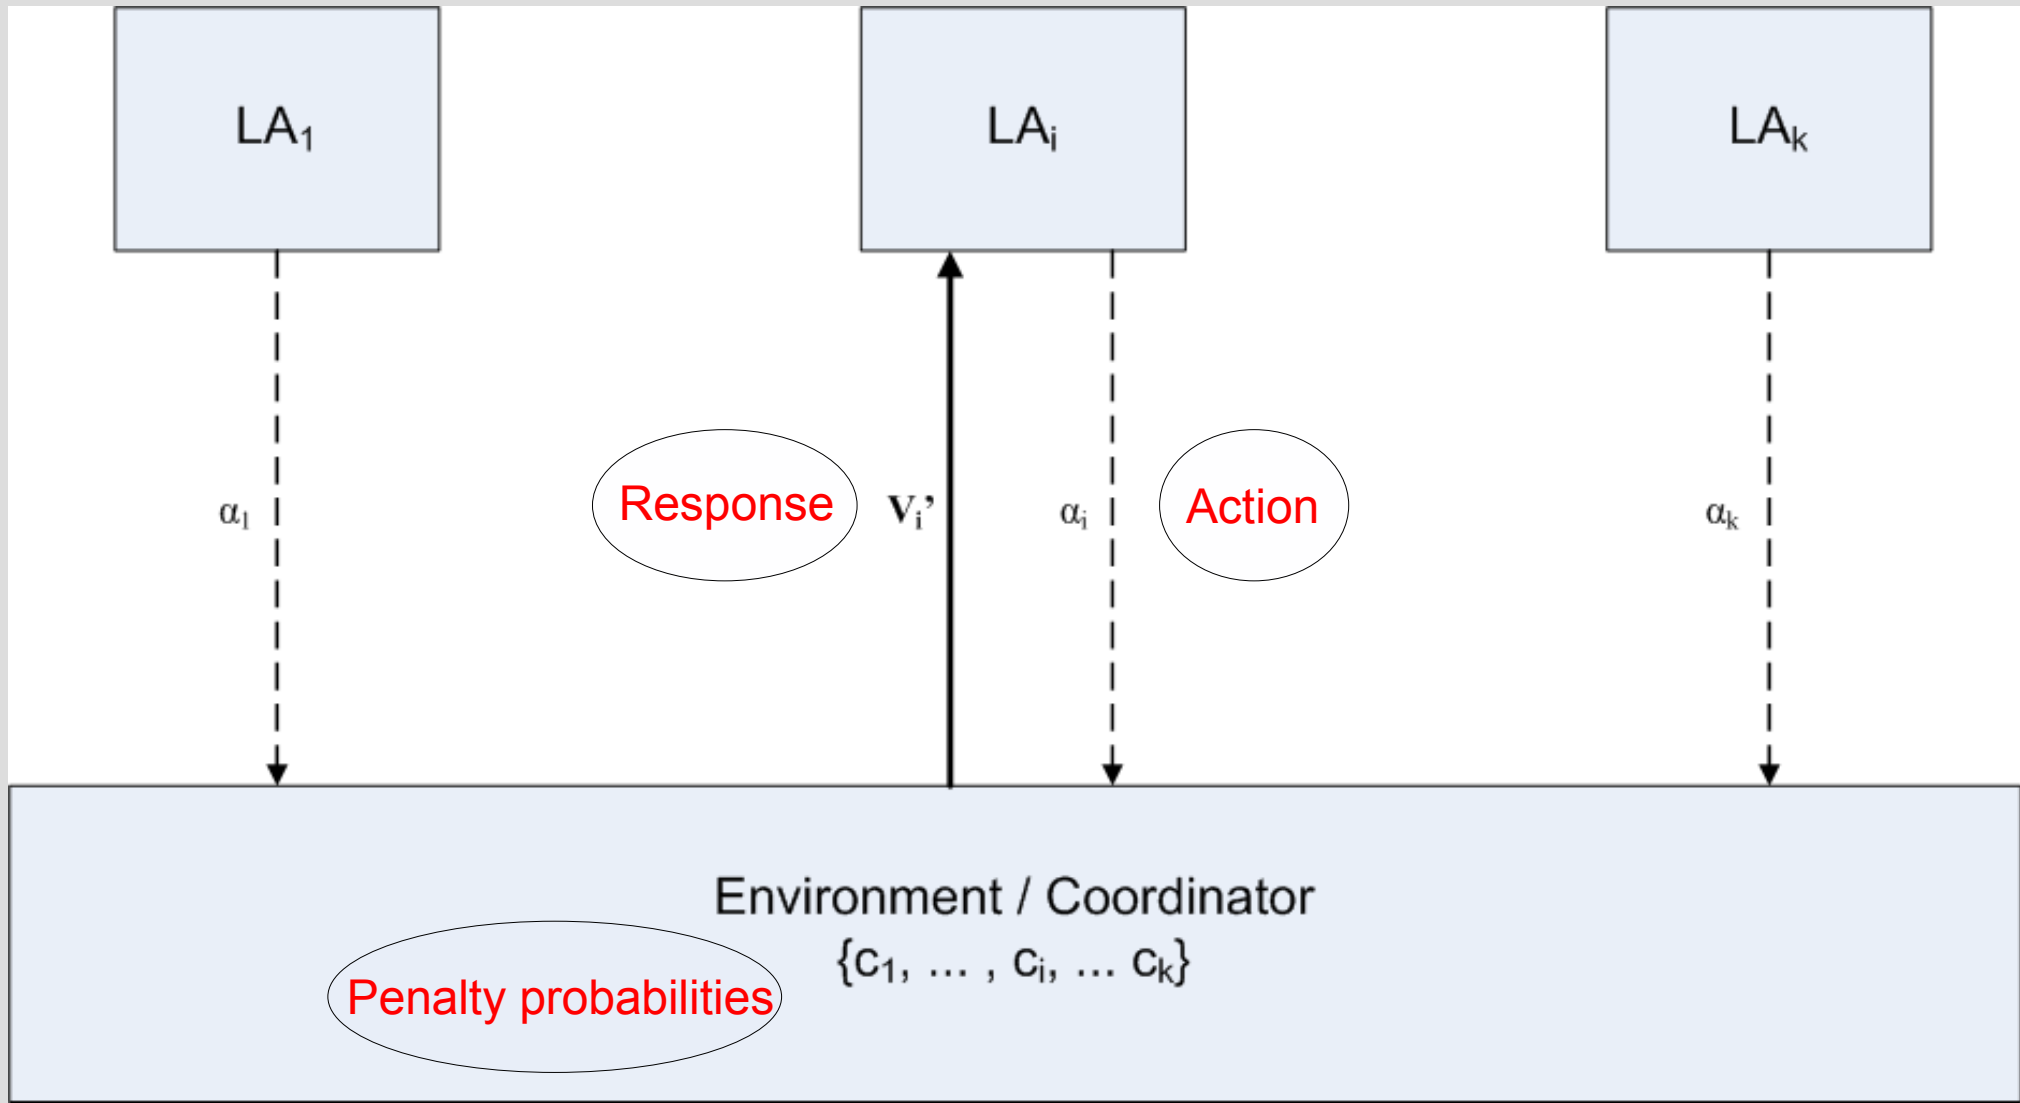 LA₁
LAᵢ
LAₖ
α₁
Response
Vᵢ’
αᵢ
Action
αₖ
Environment / Coordinator
{c₁, ... , cᵢ, ... cₖ}
Penalty probabilities